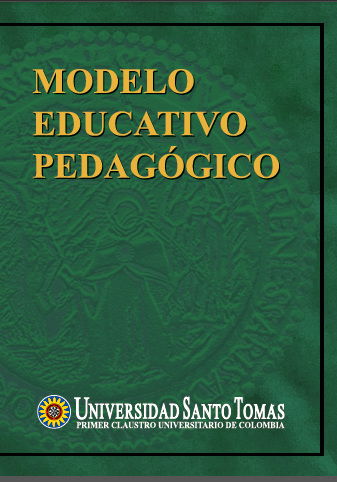 MODELO
EDUCATIVO
PEDAGÓGICO
UNIVERSIDAD SANTO TOMAS
PRIMER CLAUSTRO UNIVERSITARIO DE COLOMBIA